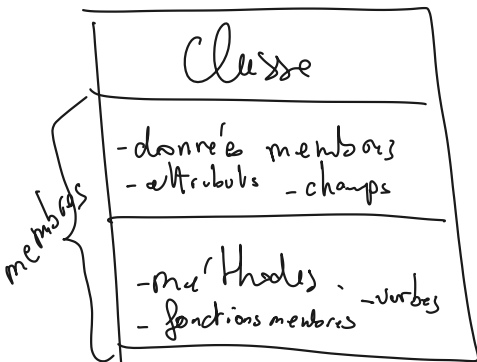 Classe
membres
- données membres
- attributs - champs
- méthodes - verbes
- fonctions membres